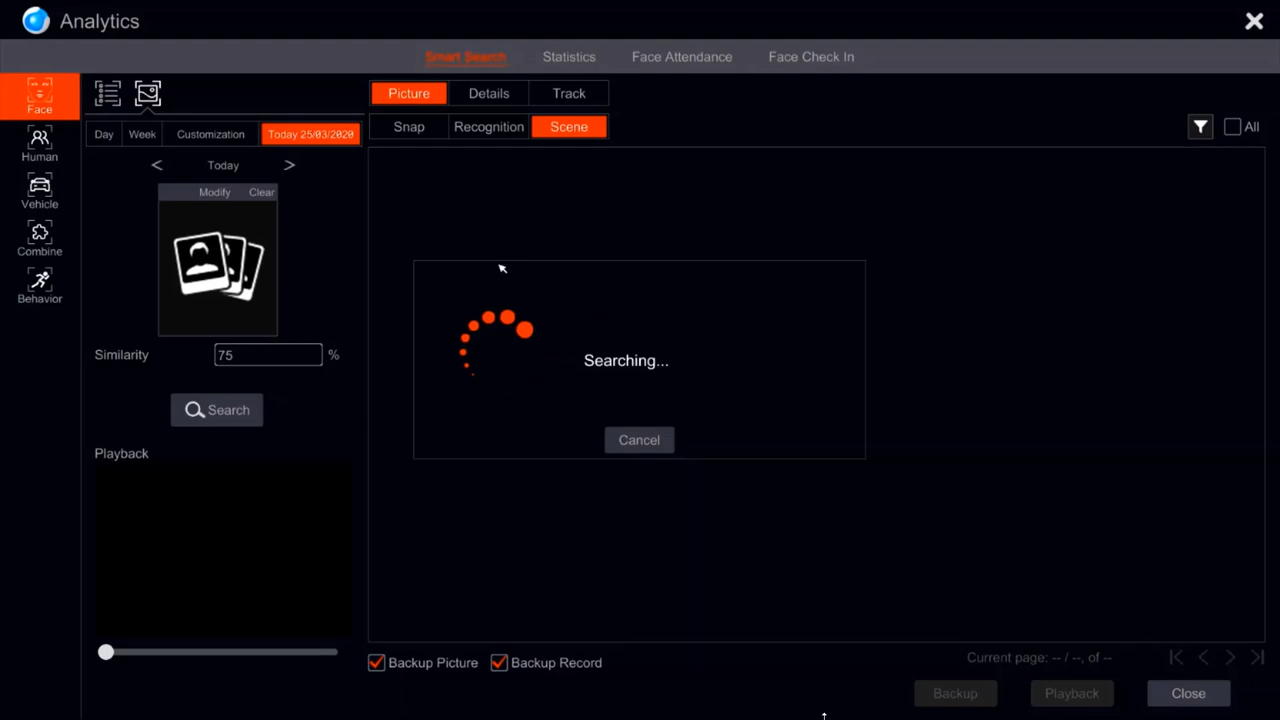 Analytics
Smart Search Statistics Face Attendance Face Check In
Face
Human
Vehicle
Combine
Behavior
Day Week Customization Today 25/03/2020
< Today >
Modify Clear
Similarity 75 %
Search
Playback
Picture Details Track
Snap Recognition Scene
All
Searching...
Cancel
Backup Picture Backup Record
Current page: -- / --, of --
Backup Playback Close